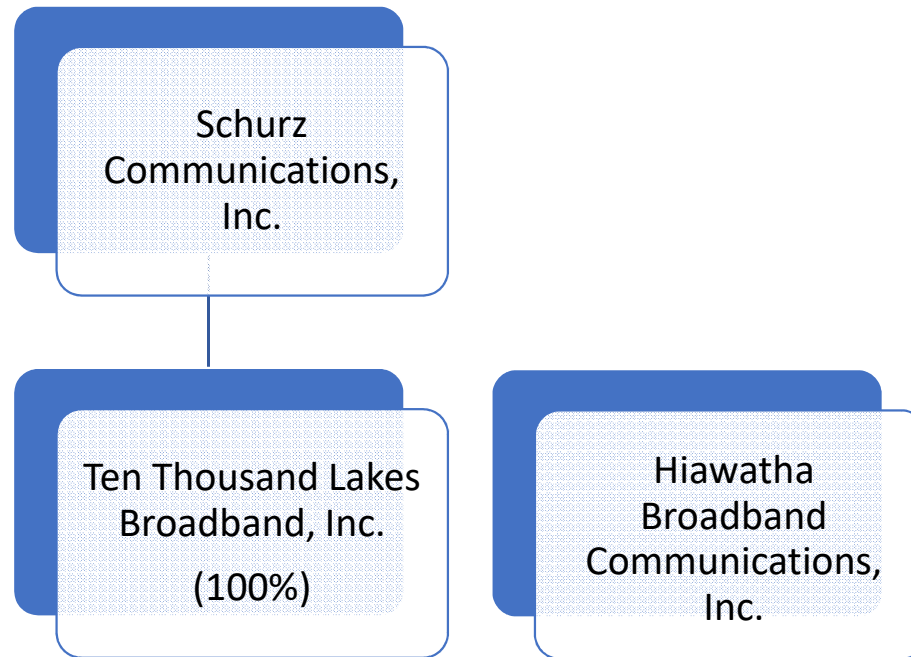 Schurz
Communications,
Inc.
Ten Thousand Lakes
Broadband, Inc.
(100%)
Hiawatha
Broadband
Communications,
Inc.